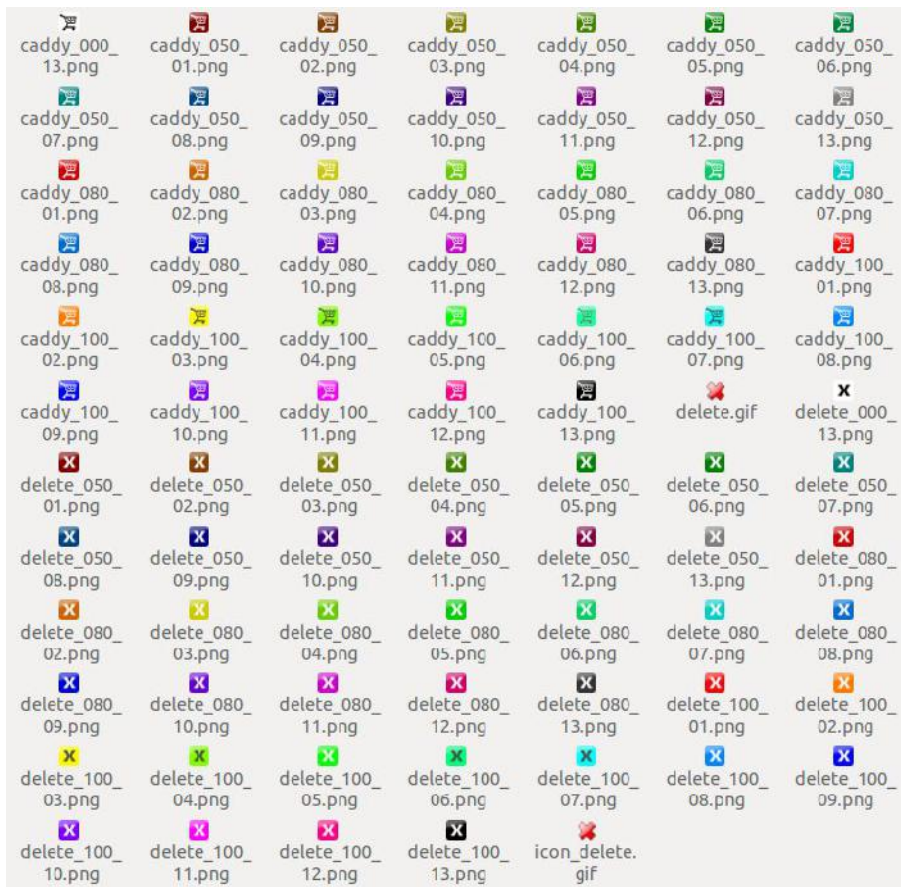 caddy_000_ caddy_050_ caddy_050_ caddy_050_ caddy_050_ caddy_050_ caddy_050_
13.png 01.png 02.png 03.png 04.png 05.png 06.png
caddy_050_ caddy_050_ caddy_050_ caddy_050_ caddy_050_ caddy_050_ caddy_050_
07.png 08.png 09.png 10.png 11.png 12.png 13.png
caddy_080_ caddy_080_ caddy_080_ caddy_080_ caddy_080_ caddy_080_ caddy_080_
01.png 02.png 03.png 04.png 05.png 06.png 07.png
caddy_080_ caddy_080_ caddy_080_ caddy_080_ caddy_080_ caddy_080_ caddy_100_
08.png 09.png 10.png 11.png 12.png 13.png 01.png
caddy_100_ caddy_100_ caddy_100_ caddy_100_ caddy_100_ caddy_100_ caddy_100_
02.png 03.png 04.png 05.png 06.png 07.png 08.png
caddy_100_ caddy_100_ caddy_100_ caddy_100_ caddy_100_ delete.gif delete_000_
09.png 10.png 11.png 12.png 13.png 13.png
delete_050_ delete_050_ delete_050_ delete_050_ delete_050_ delete_050_ delete_050_
01.png 02.png 03.png 04.png 05.png 06.png 07.png
delete_050_ delete_050_ delete_050_ delete_050_ delete_050_ delete_050_ delete_080_
08.png 09.png 10.png 11.png 12.png 13.png 01.png
delete_080_ delete_080_ delete_080_ delete_080_ delete_080_ delete_080_ delete_080_
02.png 03.png 04.png 05.png 06.png 07.png 08.png
delete_080_ delete_080_ delete_080_ delete_080_ delete_080_ delete_100_ delete_100_
09.png 10.png 11.png 12.png 13.png 01.png 02.png
delete_100_ delete_100_ delete_100_ delete_100_ delete_100_ delete_100_ delete_100_
03.png 04.png 05.png 06.png 07.png 08.png 09.png
delete_100_ delete_100_ delete_100_ delete_100_ icon_delete.
10.png 11.png 12.png 13.png gif